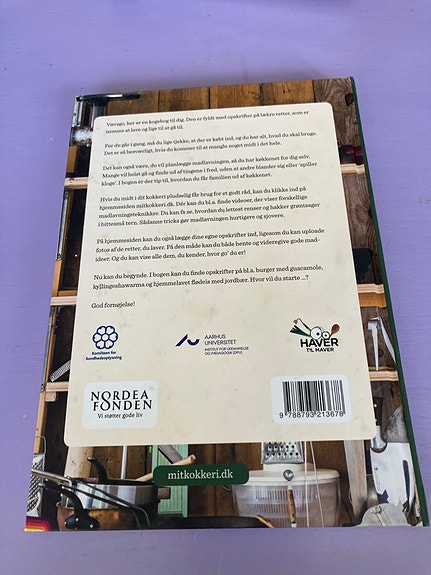 Værsgo, her er en kogebog til dig. Den er fyldt med opskrifter på lækre retter, som er
nemme at lave og lige til at gå til.
Før du går i gang, må du lige tjekke, at der er købt ind, og du har alt, hvad du skal bruge.
Det er så besværligt, hvis du kommer til at mangle noget midt i det hele.
Det kan også være, du vil planlægge madlavningen, så du har køkkenet for dig selv.
Mange vil helst gå og finde ud af tingene i fred, uden at andre blander sig eller 'spiller
kloge'. I bogen er der tip til, hvordan du får familien ud af køkkenet.
Hvis du midt i dit kokkeri pludselig får brug for et godt råd, kan du klikke ind på
hjemmesiden mitkokkeri.dk. Dér kan du bl.a. finde videoer, der viser forskellige
madlavningsteknikker. Du kan fx se, hvordan du lettest renser og hakker grøntsager
i bittesmå tern. Sådanne tricks gør madlavningen hurtigere og sjovere.
På hjemmesiden kan du også lægge dine egne opskrifter ind, ligesom du kan uploade
fotos af de retter, du laver. På den måde kan du både hente og videregive gode mad-
ideer. Og du kan vise alle dem, du kender, hvor go' du er!
Nu kan du begynde. I bogen kan du finde opskrifter på bl.a. burger med guacamole,
kyllingeshawarma og hjemmelavet flødeis med jordbær. Hvor vil du starte ...?
God fornøjelse!
Komiteen for
Sundhedsoplysning
AARHUS
UNIVERSITET
INSTITUT FOR UDDANNELSE
OG PÆDAGOGIK (DPU)
HAVER
TIL MAVER
NORDEA
FONDEN
Vi støtter gode liv
9 788793 213678
mitkokkeri.dk